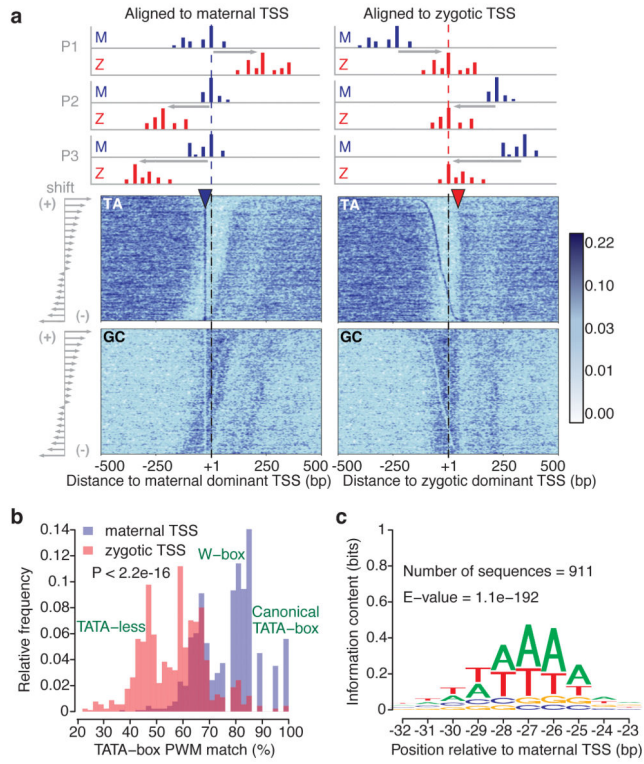 a
Aligned to maternal TSS
Aligned to zygotic TSS
P1
M
M
Z
Z
P2
M
M
Z
Z
P3
M
M
Z
Z
shift
(+)
TA
TA
(-)
(+)
GC
GC
(-)
0.22
0.10
0.03
0.01
0.00
-500 -250 +1 250 500
-500 -250 +1 250 500
Distance to maternal dominant TSS (bp)
Distance to zygotic dominant TSS (bp)
b
maternal TSS
zygotic TSS
P < 2.2e-16
W-box
TATA-less
Canonical
TATA-box
Relative frequency
0.14
0.12
0.1
0.08
0.06
0.04
0.02
0
20 30 40 50 60 70 80 90 100
TATA-box PWM match (%)
c
Number of sequences = 911
E-value = 1.1e-192
Information content (bits)
1
0.8
0.6
0.4
0.2
0
-32 -31 -30 -29 -28 -27 -26 -25 -24 -23
Position relative to maternal TSS (bp)